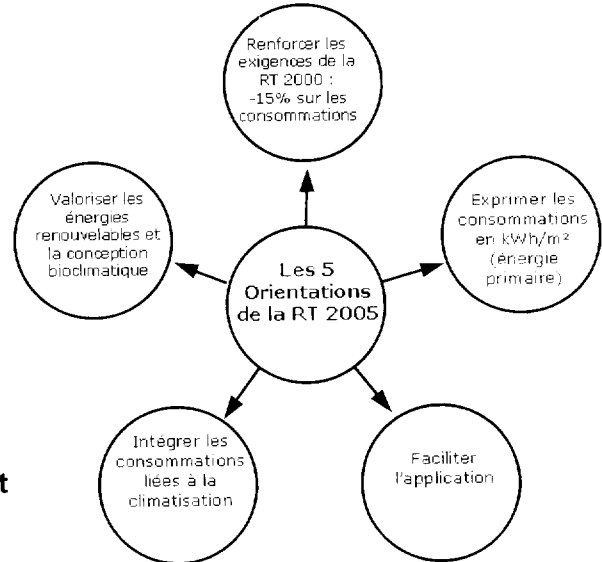 Renforcer les
exigences de la
RT 2000 :
-15% sur les
consommations
Valoriser les
énergies
renouvelables et
la conception
bioclimatique
Exprimer les
consommations
en kWh/m²
(énergie
primaire)
Les 5
Orientations
de la RT 2005
Intégrer les
consommations
liées à la
climatisation
Faciliter
l'application
t